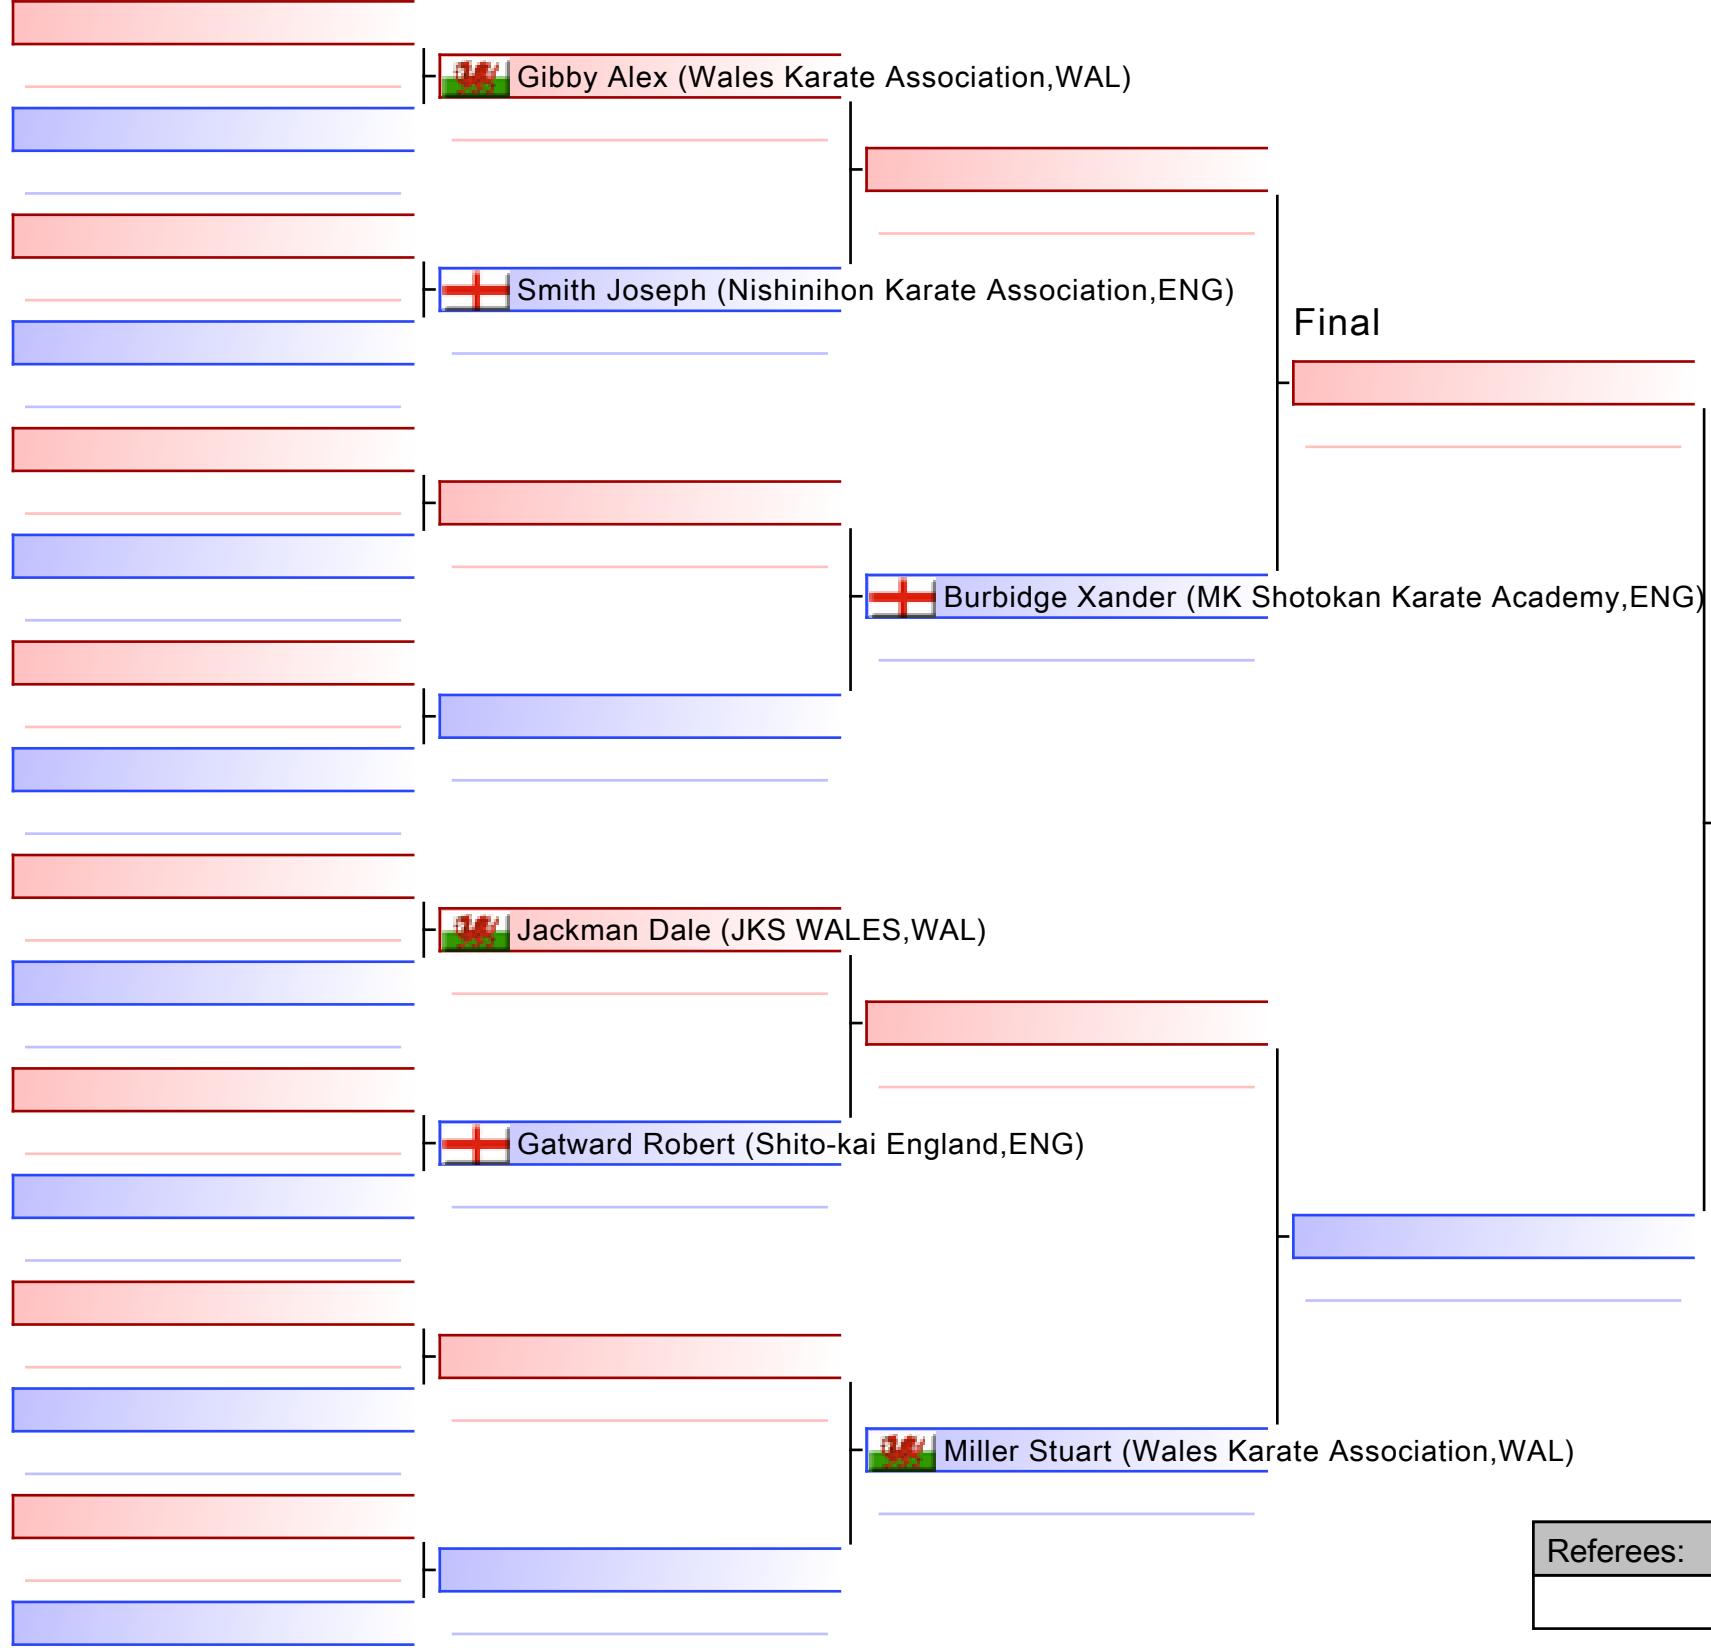 Gibby Alex (Wales Karate Association,WAL)
Smith Joseph (Nishinihon Karate Association,ENG)
Final
Burbidge Xander (MK Shotokan Karate Academy,ENG)
Jackman Dale (JKS WALES,WAL)
Gatward Robert (Shito-kai England,ENG)
Miller Stuart (Wales Karate Association,WAL)
Referees: